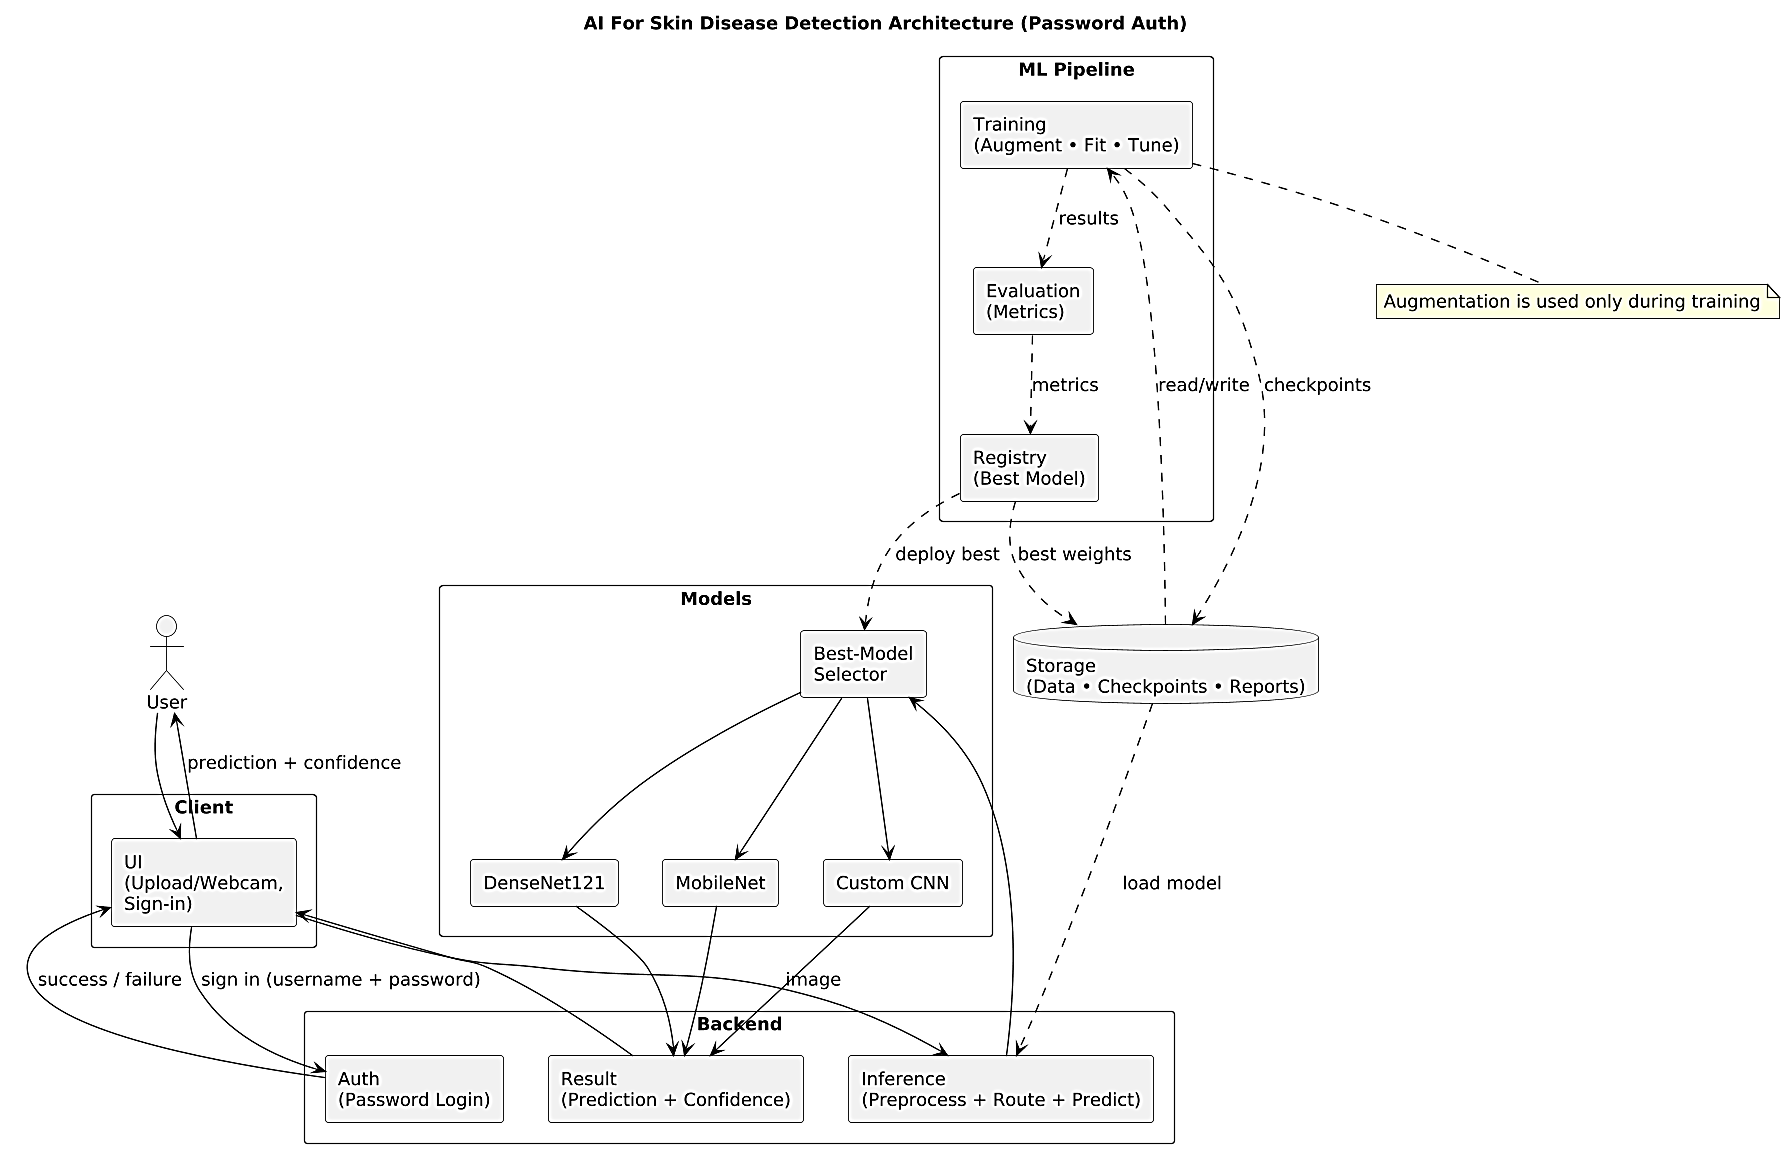 AI For Skin Disease Detection Architecture (Password Auth)
ML Pipeline
Training
(Augment • Fit • Tune)
results
Augmentation is used only during training
Evaluation
(Metrics)
metrics
read/write
checkpoints
Registry
(Best Model)
deploy best
best weights
Models
Best-Model
Selector
Storage
(Data • Checkpoints • Reports)
User
prediction + confidence
Client
UI
(Upload/Webcam,
Sign-in)
DenseNet121
MobileNet
Custom CNN
load model
success / failure
sign in (username + password)
image
Backend
Auth
(Password Login)
Result
(Prediction + Confidence)
Inference
(Preprocess + Route + Predict)